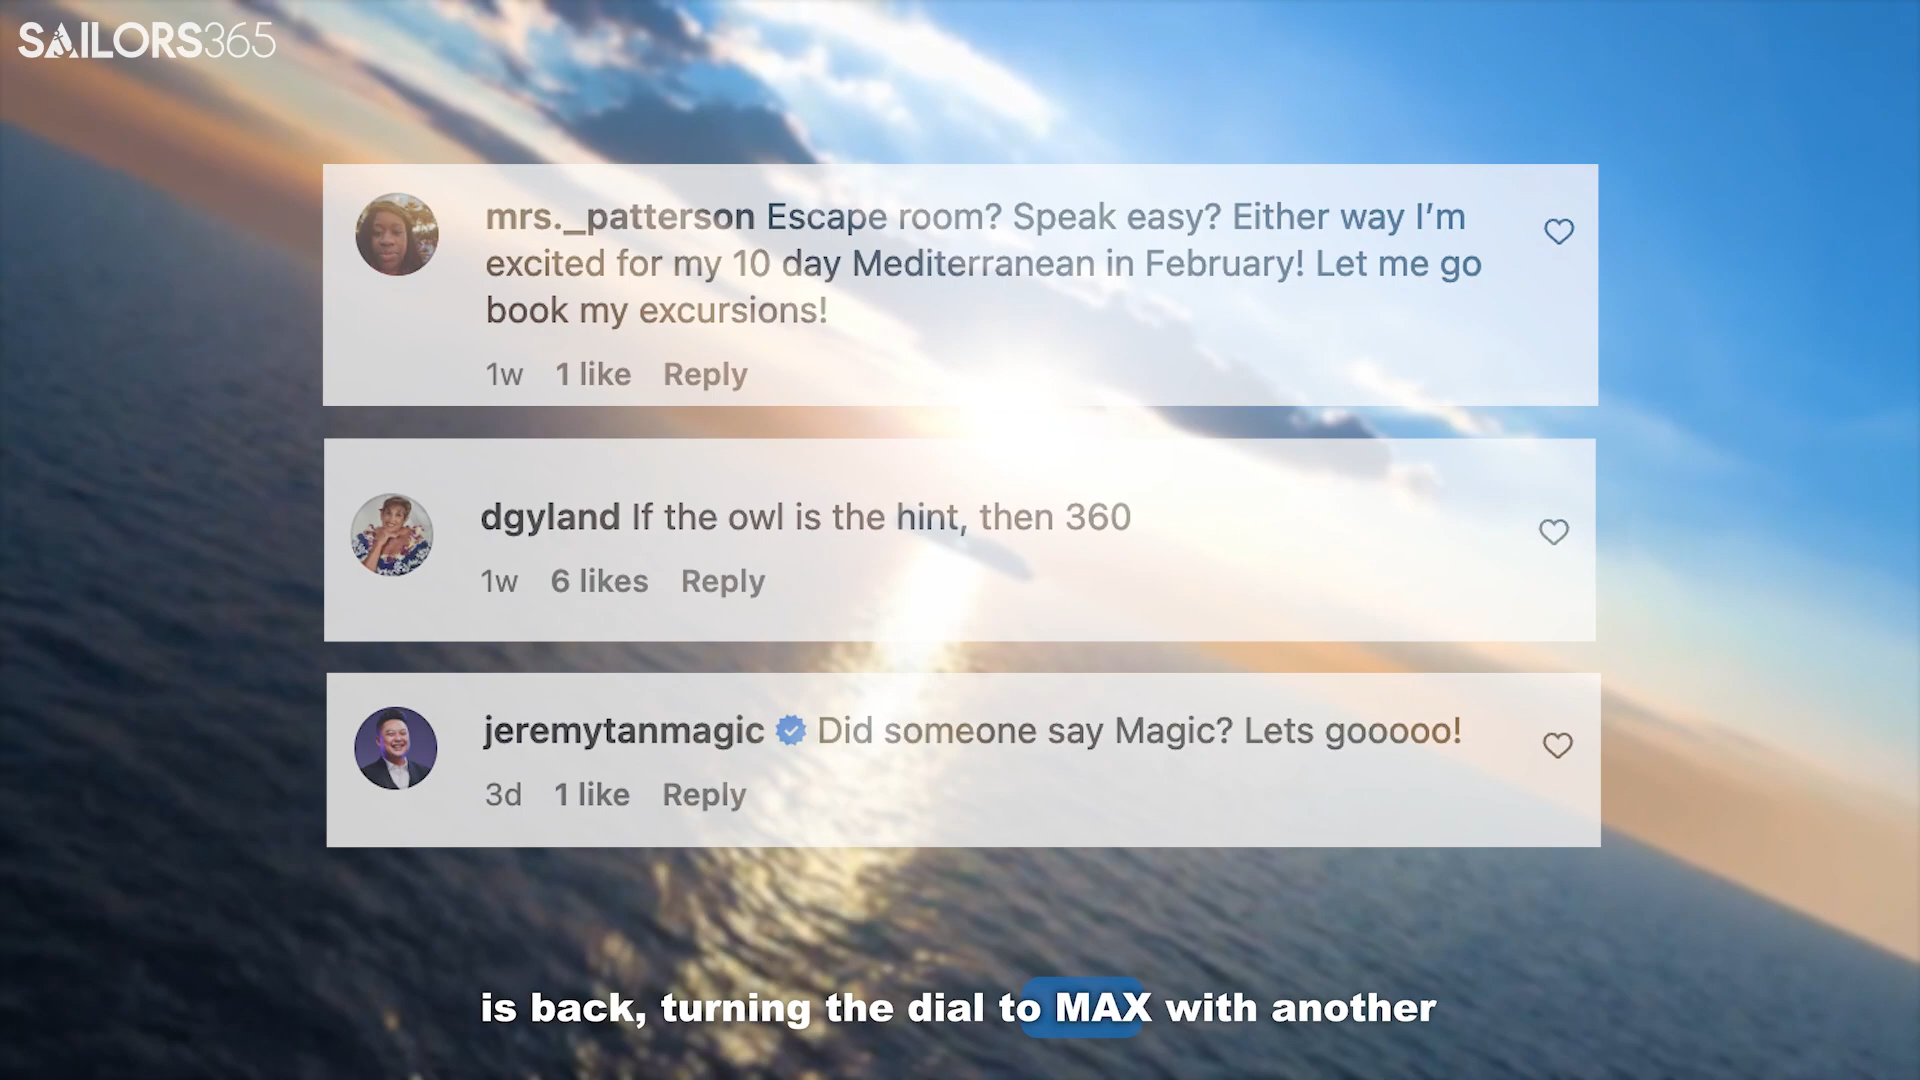 SAILORS365
mrs._patterson Escape room? Speak easy? Either way I’m
excited for my 10 day Mediterranean in February! Let me go
book my excursions!
1w 1 like Reply
dgyland If the owl is the hint, then 360
1w 6 likes Reply
jeremytanmagic Did someone say Magic? Lets gooooo!
3d 1 like Reply
is back, turning the dial to MAX with another